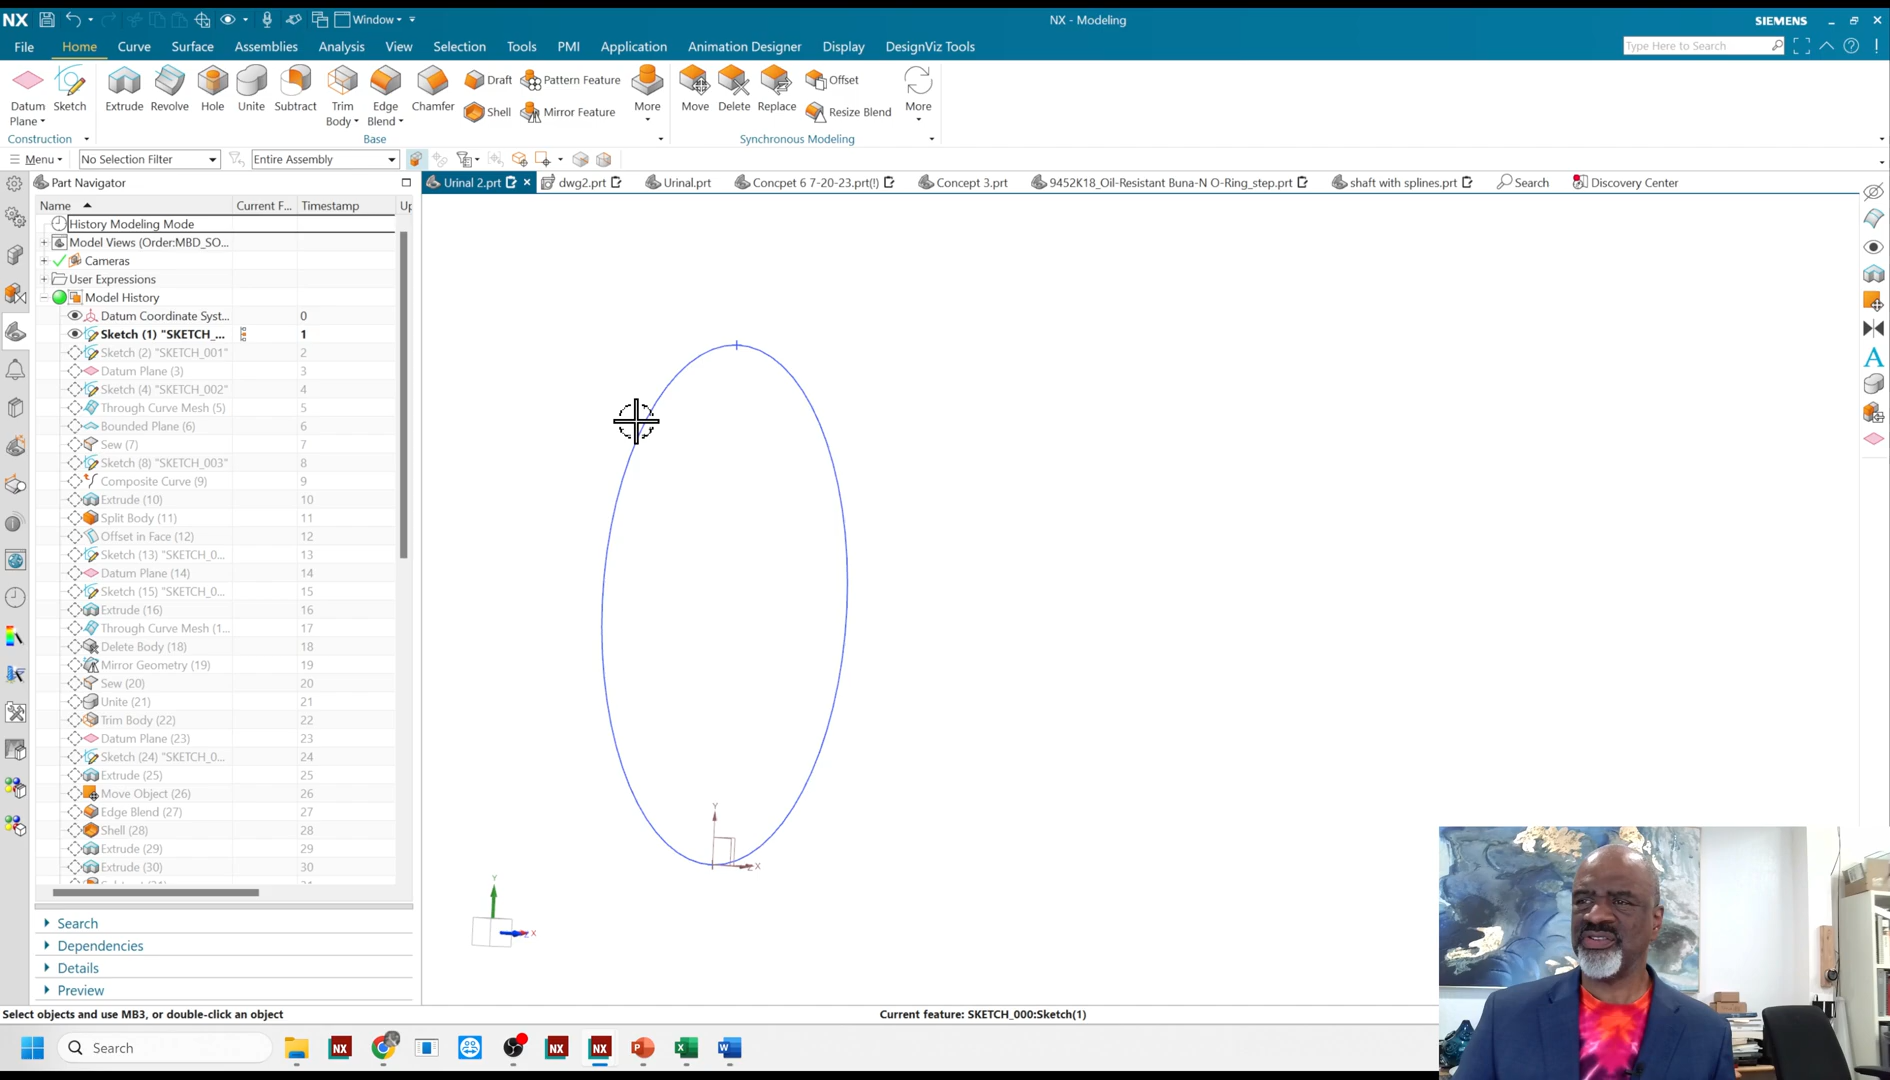 NX Window NX - Modeling SIEMENS
File Home Curve Surface Assemblies Analysis View Selection Tools PMI Application Animation Designer Display DesignViz Tools Type Here to Search
Datum Plane Sketch Extrude Revolve Hole Unite Subtract Trim Body Edge Blend Chamfer Draft Shell Pattern Feature Mirror Feature More Move Delete Replace Offset Resize Blend More
Construction Base Synchronous Modeling
Menu No Selection Filter Entire Assembly
Part Navigator Urinal 2.prt dwg2.prt Urinal.prt Concpet 6 7-20-23.prt(!) Concept 3.prt 9452K18_Oil-Resistant Buna-N O-Ring_step.prt shaft with splines.prt Search Discovery Center
Name Current F... Timestamp Up
History Modeling Mode
Model Views (Order:MBD_SO...
Cameras
User Expressions
Model History
Datum Coordinate Syst... 0
Sketch (1) "SKETCH_... 1
Sketch (2) "SKETCH_001" 2
Datum Plane (3) 3
Sketch (4) "SKETCH_002" 4
Through Curve Mesh (5) 5
Bounded Plane (6) 6
Sew (7) 7
Sketch (8) "SKETCH_003" 8
Composite Curve (9) 9
Extrude (10) 10
Split Body (11) 11
Offset in Face (12) 12
Sketch (13) "SKETCH_0... 13
Datum Plane (14) 14
Sketch (15) "SKETCH_0... 15
Extrude (16) 16
Through Curve Mesh (1... 17
Delete Body (18) 18
Mirror Geometry (19) 19
Sew (20) 20
Unite (21) 21
Trim Body (22) 22
Datum Plane (23) 23
Sketch (24) "SKETCH_0... 24
Extrude (25) 25
Move Object (26) 26
Edge Blend (27) 27
Shell (28) 28
Extrude (29) 29
Extrude (30) 30
Y
X
Y
X
Search
Dependencies
Details
Preview
Select objects and use MB3, or double-click an object Current feature: SKETCH_000:Sketch(1)
Search NX NX NX P X W